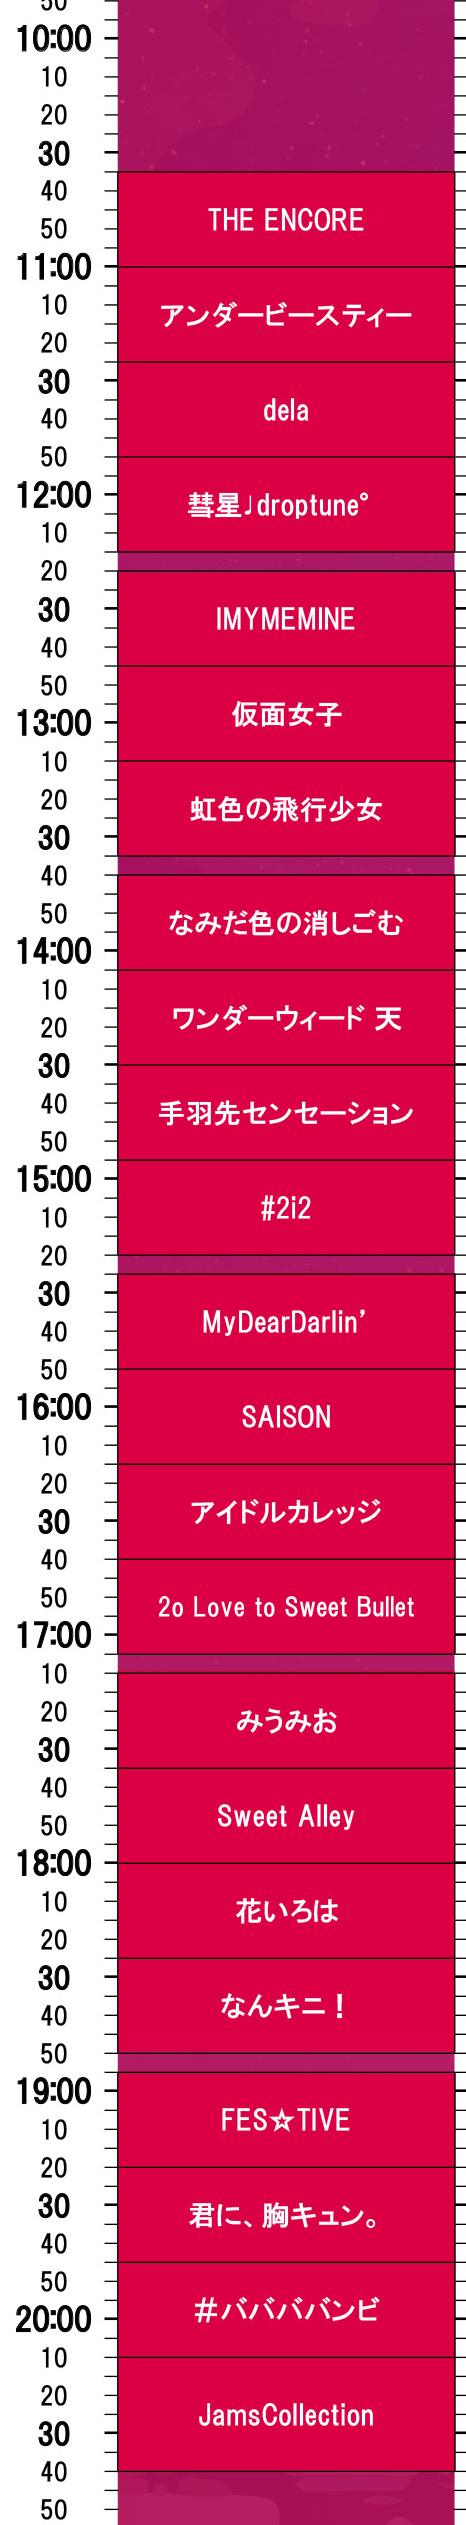 50
10:00
10
20
30
40
THE ENCORE
50
11:00
10
アンダービースティー
20
30
dela
40
50
12:00
彗星♩droptune°
10
20
30
IMYMEMINE
40
50
仮面女子
13:00
10
20
虹色の飛行少女
30
40
50
なみだ色の消しごむ
14:00
10
ワンダーウィード 天
20
30
40
手羽先センセーション
50
15:00
10
#2i2
20
30
40
MyDearDarlin’
50
16:00
SAISON
10
20
アイドルカレッジ
30
40
50
2o Love to Sweet Bullet
17:00
10
20
みうみお
30
40
50
Sweet Alley
18:00
10
花いろは
20
30
40
なんキニ！
50
19:00
10
FES☆TIVE
20
30
君に、胸キュン。
40
50
20:00
＃ババババンビ
10
20
JamsCollection
30
40
50